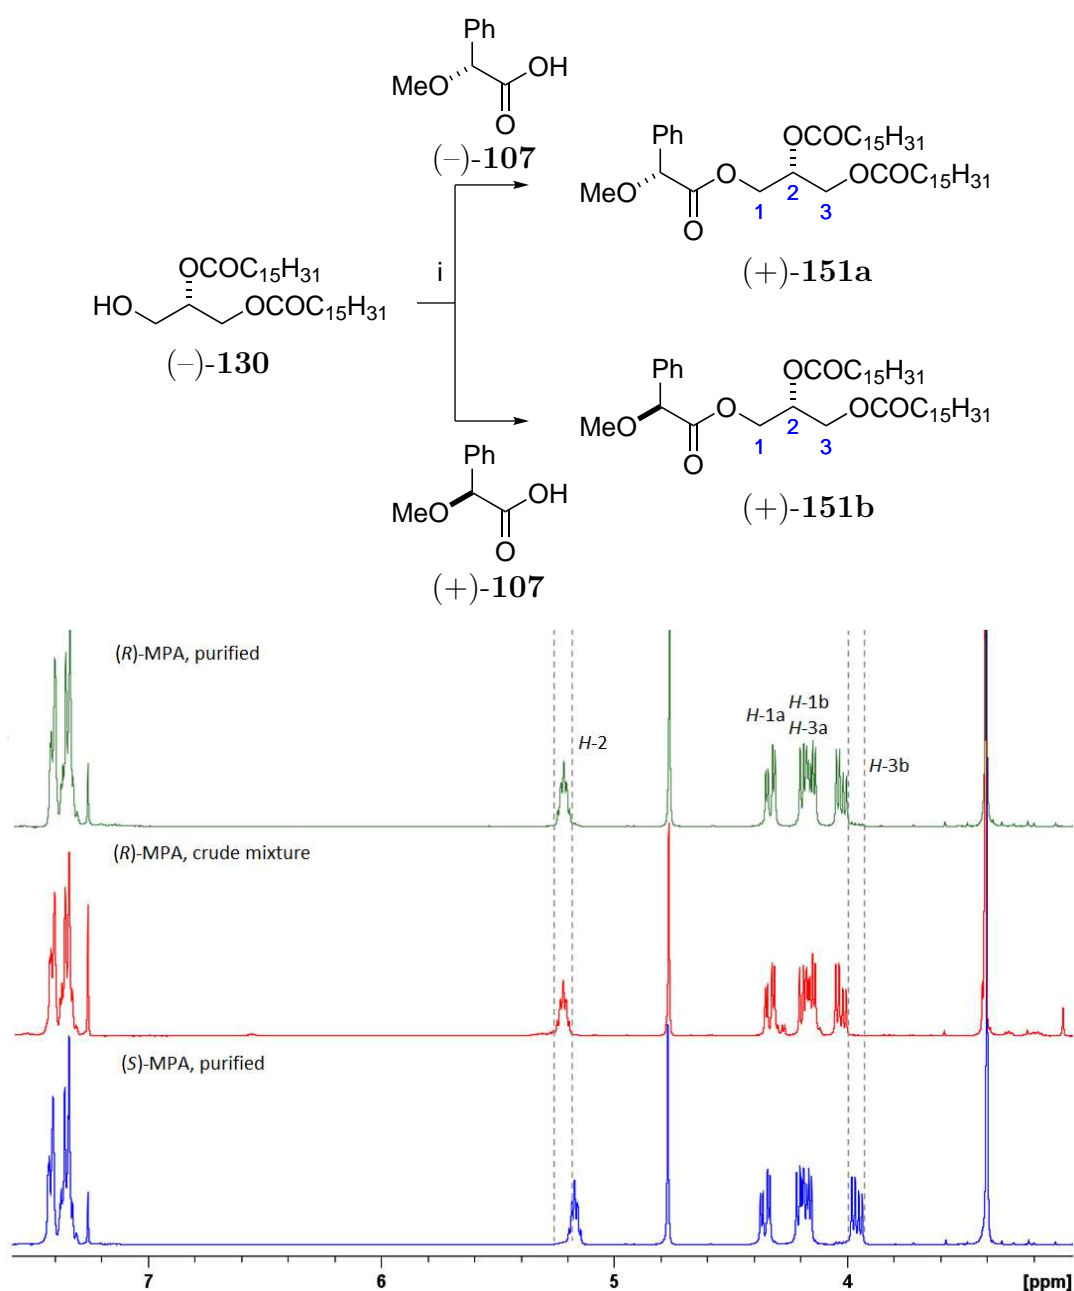 Ph
OH
MeO
O
(–)-107
Ph
OCOC15H31
O
OCOC15H31
MeO
2
1
3
O
(+)-151a
OCOC15H31
HO
OCOC15H31
(–)-130
i
Ph
OCOC15H31
O
OCOC15H31
MeO
2
1
3
O
(+)-151b
Ph
OH
MeO
O
(+)-107
(R)-MPA, purified
H-1b
H-1a
H-3a
H-2
H-3b
(R)-MPA, crude mixture
(S)-MPA, purified
7 6 5 4 [ppm]